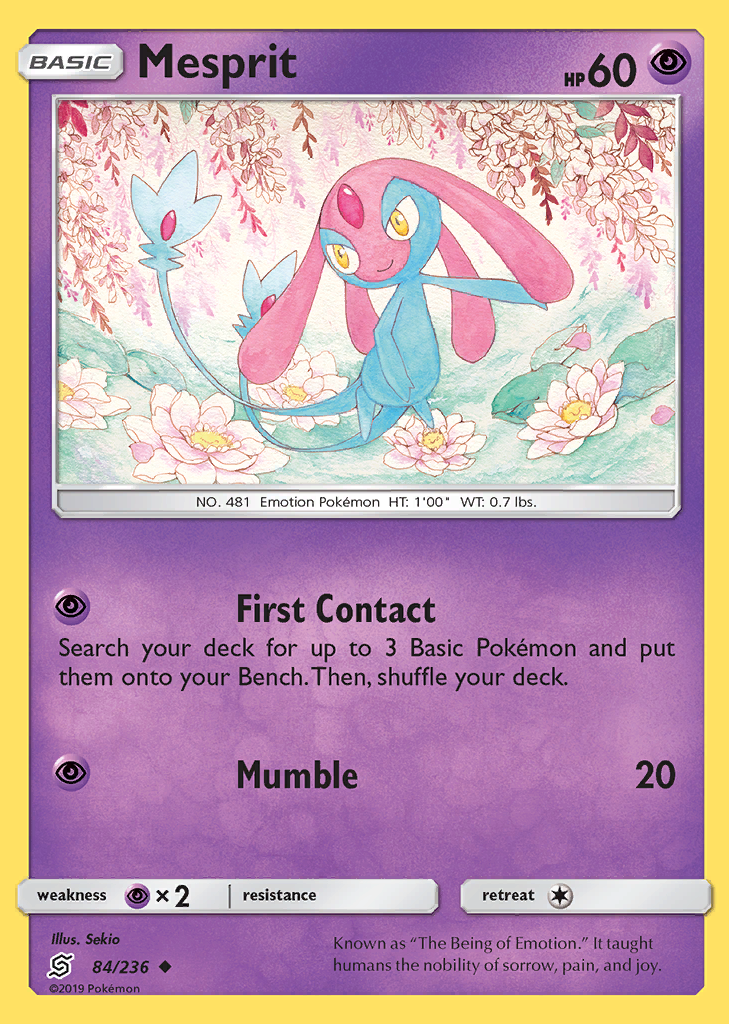 BASIC Mesprit HP60
NO. 481 Emotion Pokémon HT: 1'00" WT: 0.7 lbs.
First Contact
Search your deck for up to 3 Basic Pokémon and put
them onto your Bench. Then, shuffle your deck.
Mumble 20
weakness ×2 resistance retreat
Illus. Sekio
84/236
©2019 Pokémon
Known as “The Being of Emotion.” It taught
humans the nobility of sorrow, pain, and joy.